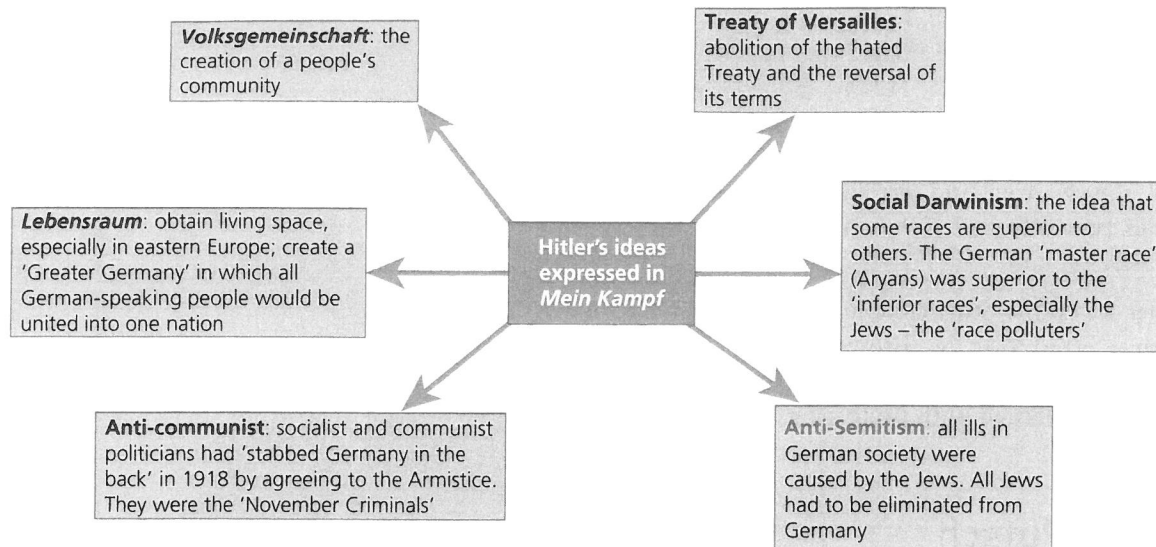 Volksgemeinschaft: the
creation of a people's
community
Treaty of Versailles:
abolition of the hated
Treaty and the reversal of
its terms
Lebensraum: obtain living space,
especially in eastern Europe; create a
'Greater Germany' in which all
German-speaking people would be
united into one nation
Hitler's ideas
expressed in
Mein Kampf
Social Darwinism: the idea that
some races are superior to
others. The German 'master race'
(Aryans) was superior to the
'inferior races', especially the
Jews – the 'race polluters'
Anti-communist: socialist and communist
politicians had 'stabbed Germany in the
back' in 1918 by agreeing to the Armistice.
They were the 'November Criminals'
Anti-Semitism: all ills in
German society were
caused by the Jews. All Jews
had to be eliminated from
Germany